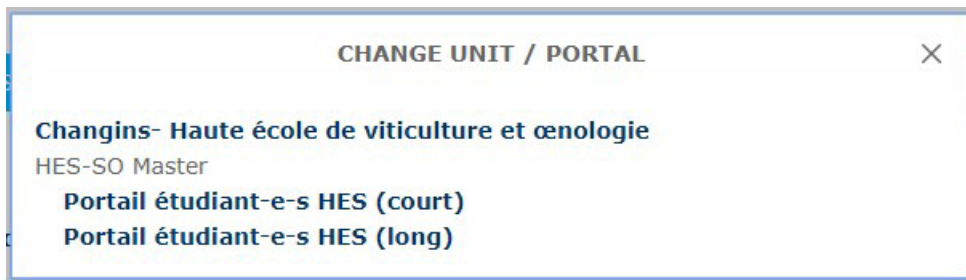 CHANGE UNIT / PORTAL
Changins- Haute école de viticulture et œnologie
HES-SO Master
Portail étudiant-e-s HES (court)
Portail étudiant-e-s HES (long)